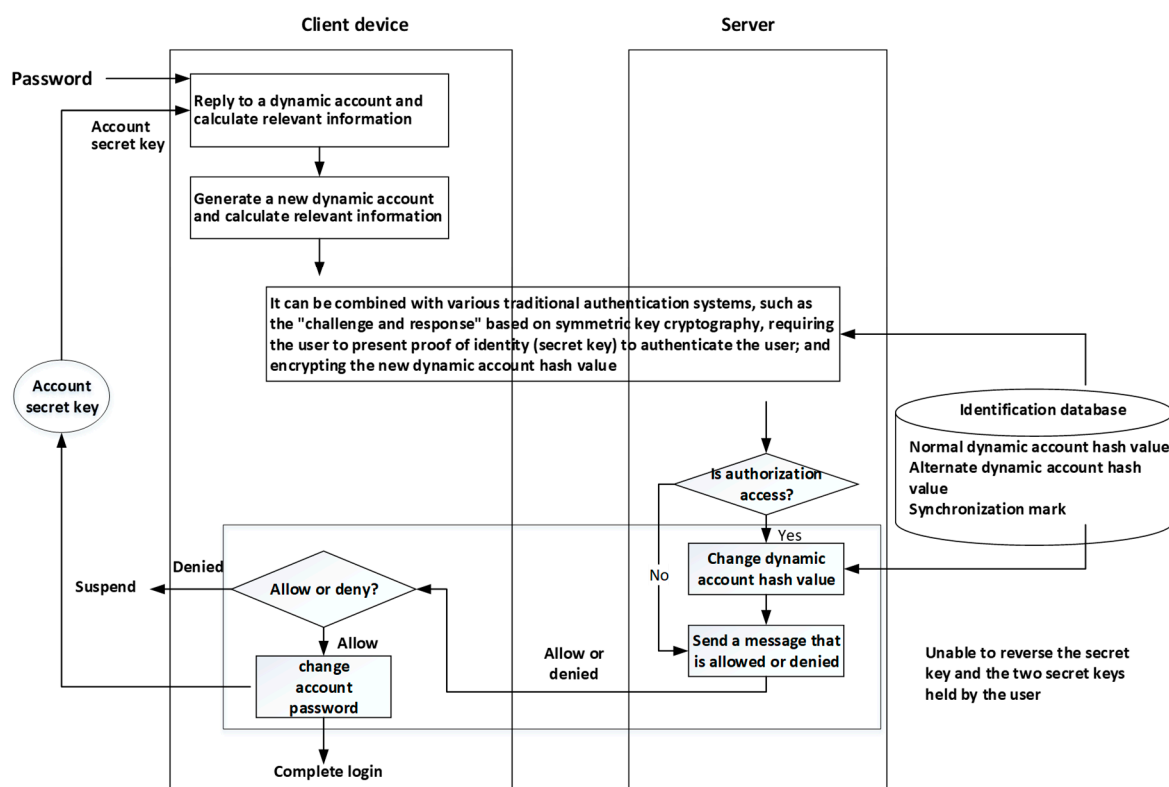 Client device
Server
Password
Reply to a dynamic account and
calculate relevant information
Account
secret key
Generate a new dynamic account
and calculate relevant information
It can be combined with various traditional authentication systems, such as
the "challenge and response" based on symmetric key cryptography, requiring
the user to present proof of identity (secret key) to authenticate the user; and
encrypting the new dynamic account hash value
Account
secret key
Identification database
Normal dynamic account hash value
Alternate dynamic account hash
value
Synchronization mark
Is authorization
access?
Yes
No
Change dynamic
account hash value
Denied
Suspend
Allow or deny?
Allow
Send a message that
is allowed or denied
Allow or
denied
change
account
password
Unable to reverse the secret
key and the two secret keys
held by the user
Complete login